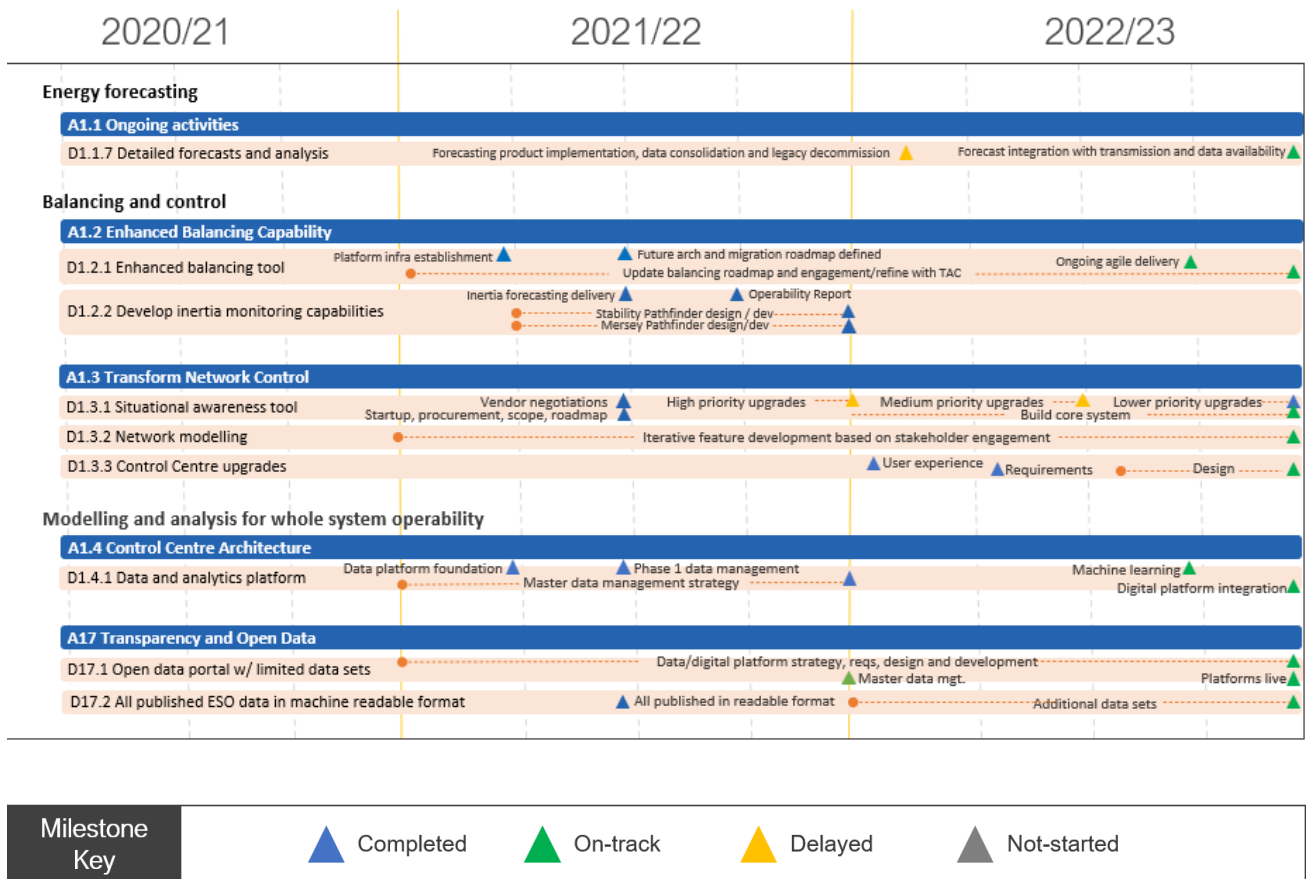 2020/21 2021/22 2022/23
Energy forecasting
A1.1 Ongoing activities
D1.1.7 Detailed forecasts and analysis Forecasting product implementation, data consolidation and legacy decommission Forecast integration with transmission and data availability
Balancing and control
A1.2 Enhanced Balancing Capability
Platform infra establishment Future arch and migration roadmap defined Ongoing agile delivery
D1.2.1 Enhanced balancing tool Update balancing roadmap and engagement/refine with TAC
Inertia forecasting delivery Operability Report
D1.2.2 Develop inertia monitoring capabilities Stability Pathfinder design / dev
Mersey Pathfinder design/dev
A1.3 Transform Network Control
D1.3.1 Situational awareness tool Vendor negotiations High priority upgrades Medium priority upgrades Lower priority upgrades
Startup, procurement, scope, roadmap Build core system
D1.3.2 Network modelling Iterative feature development based on stakeholder engagement
D1.3.3 Control Centre upgrades User experience Requirements Design
Modelling and analysis for whole system operability
A1.4 Control Centre Architecture
Data platform foundation Phase 1 data management Machine learning
D1.4.1 Data and analytics platform Master data management strategy Digital platform integration
A17 Transparency and Open Data
D17.1 Open data portal w/ limited data sets Data/digital platform strategy, reqs, design and development
Master data mgt. Platforms live
D17.2 All published ESO data in machine readable format All published in readable format Additional data sets
Milestone
Key
Completed On-track Delayed Not-started